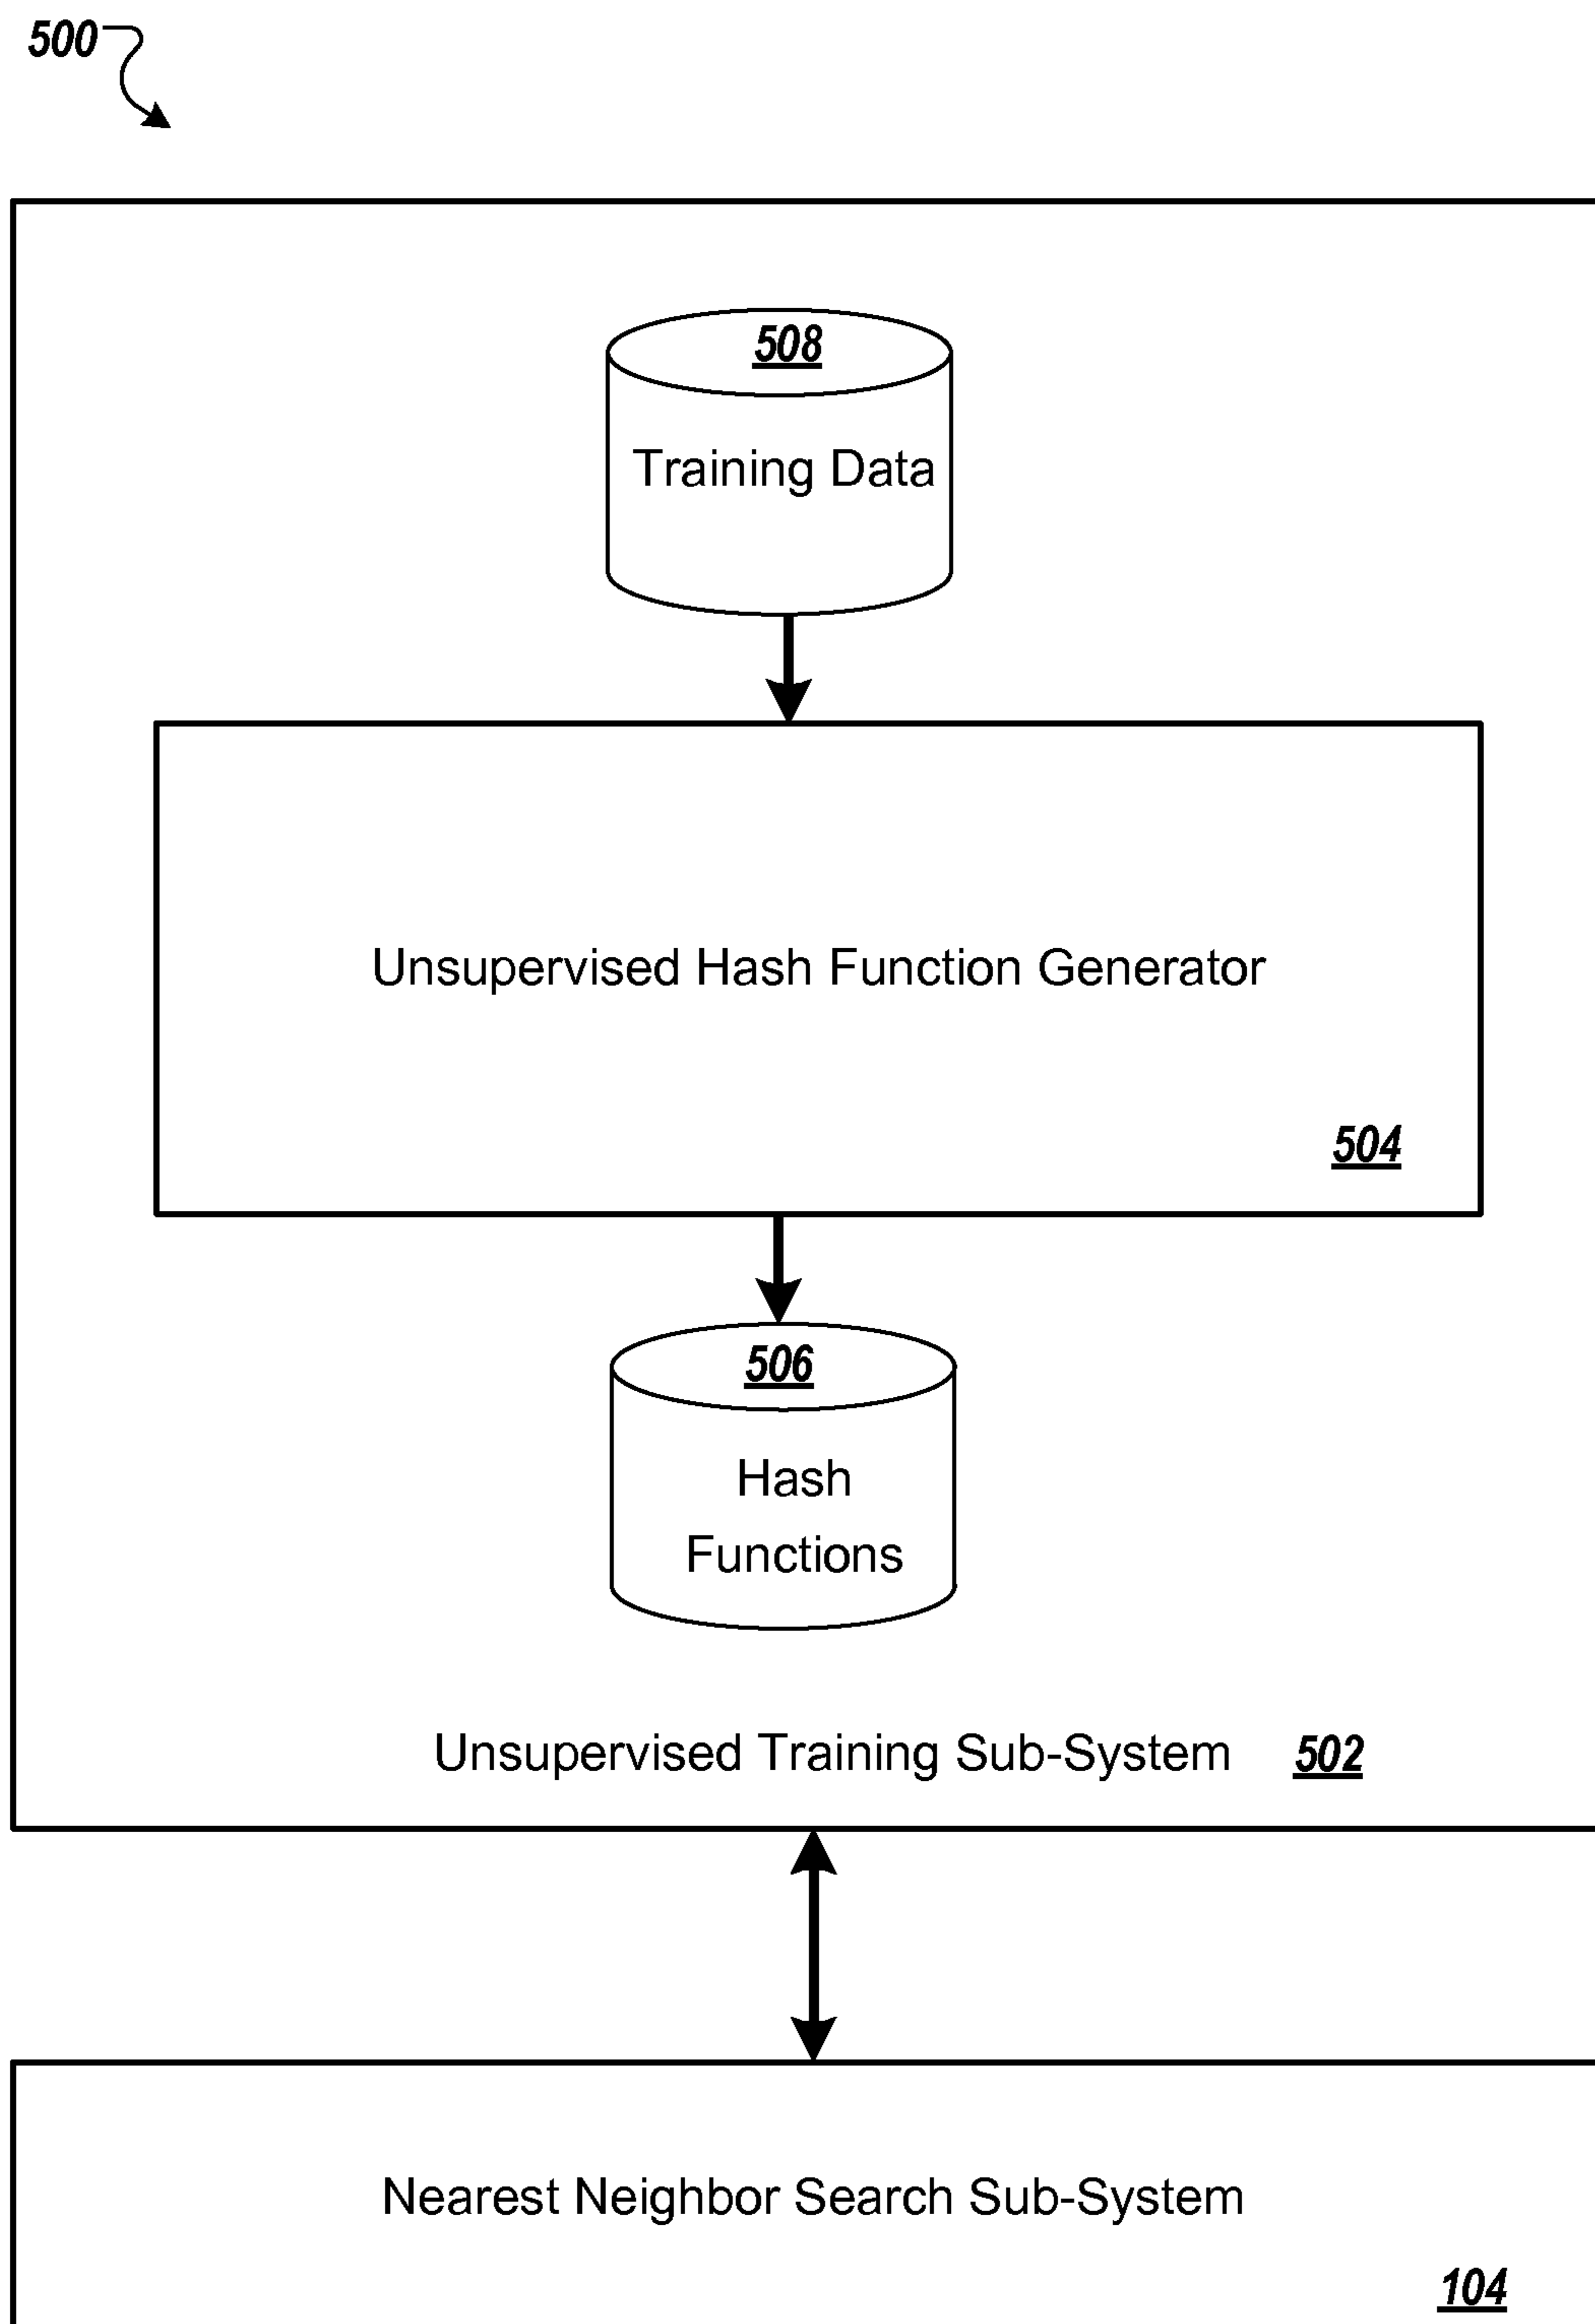 500
508
Training Data
Unsupervised Hash Function Generator
504
506
Hash
Functions
Unsupervised Training Sub-System 502
Nearest Neighbor Search Sub-System
104